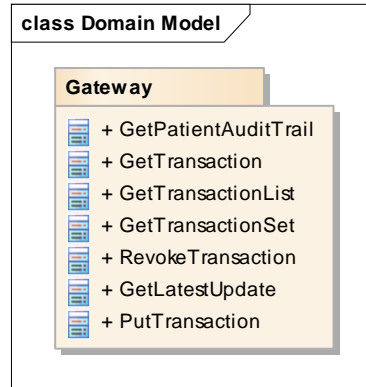 class Domain Model
Gateway
+ GetPatientAuditTrail
+ GetTransaction
+ GetTransactionList
+ GetTransactionSet
+ RevokeTransaction
+ GetLatestUpdate
+ PutTransaction